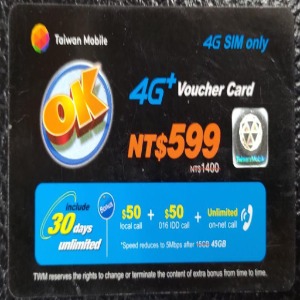 Taiwan Mobile
4G SIM only
OK
4G+ Voucher Card
NT$599
NT$1400
Taiwan Mobile
include
30 days
unlimited
Bonus
$50 + $50 + Unlimited
local call 016 IDD call on-net call
*Speed reduces to 5Mbps after 15GB 45GB
TWM reserves the rights to change or terminate the content of extra bonus from time to time.